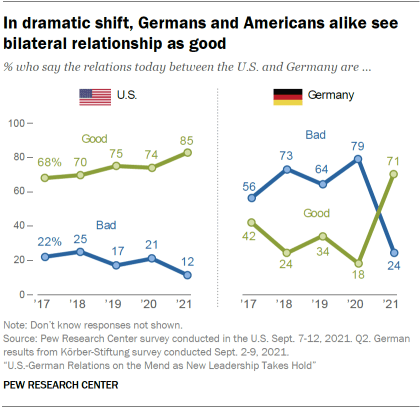 In dramatic shift, Germans and Americans alike see
bilateral relationship as good
% who say the relations today between the U.S. and Germany are ...
U.S.
Germany
100
80
60
40
20
0
Good
68%
70
75
74
85
Bad
22%
25
17
21
12
'17
'18
'19
'20
'21
Bad
56
73
64
79
24
Good
42
24
34
18
71
'17
'18
'19
'20
'21
Note: Don't know responses not shown.
Source: Pew Research Center survey conducted in the U.S. Sept. 7-12, 2021. Q2. German
results from Körber-Stiftung survey conducted Sept. 2-9, 2021.
"U.S.-German Relations on the Mend as New Leadership Takes Hold"
PEW RESEARCH CENTER